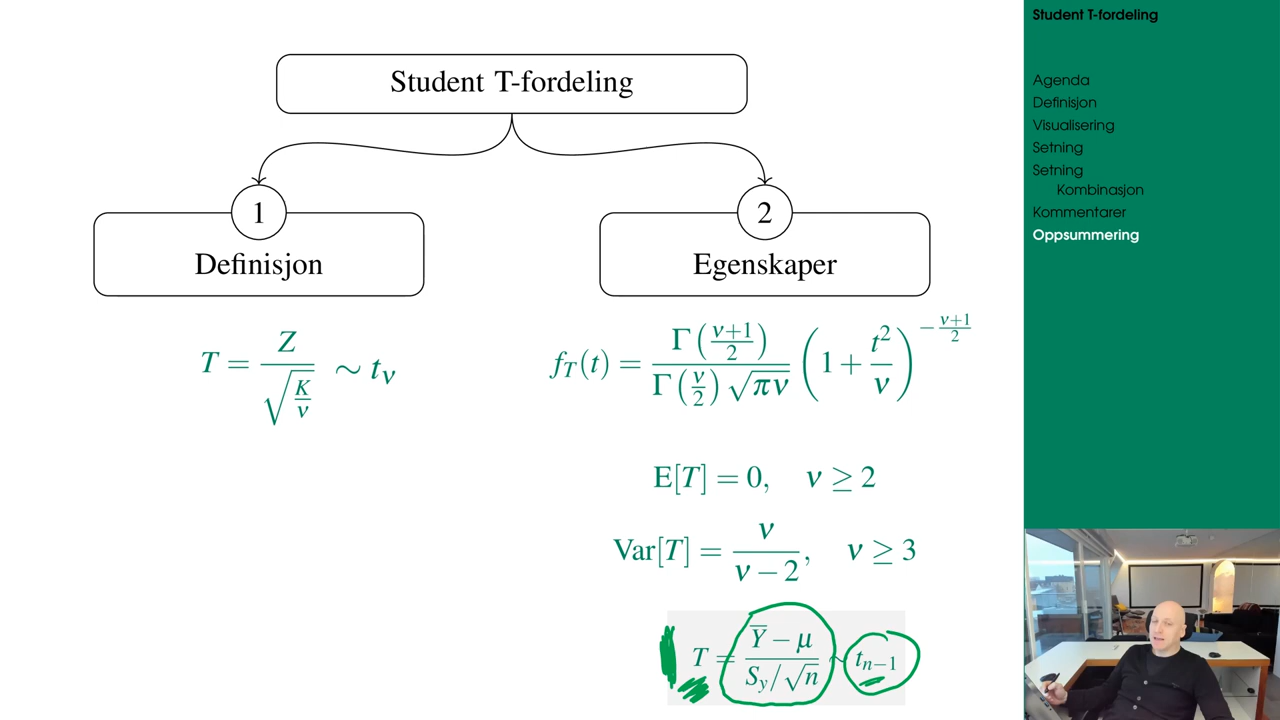 Student T-fordeling
1
Definisjon
T = Z / √(K/ν) ∼ t_ν
2
Egenskaper
f_T(t) = Γ((ν+1)/2) / (Γ(ν/2) √(πν)) (1 + t²/ν)^(−(ν+1)/2)
E[T] = 0, ν ≥ 2
Var[T] = ν / (ν − 2), ν ≥ 3
T = (Y̅ − μ) / (S_y/√n) ∼ t_{n−1}
Student T-fordeling
Agenda
Definisjon
Visualisering
Setning
Setning
Kombinasjon
Kommentarer
Oppsummering